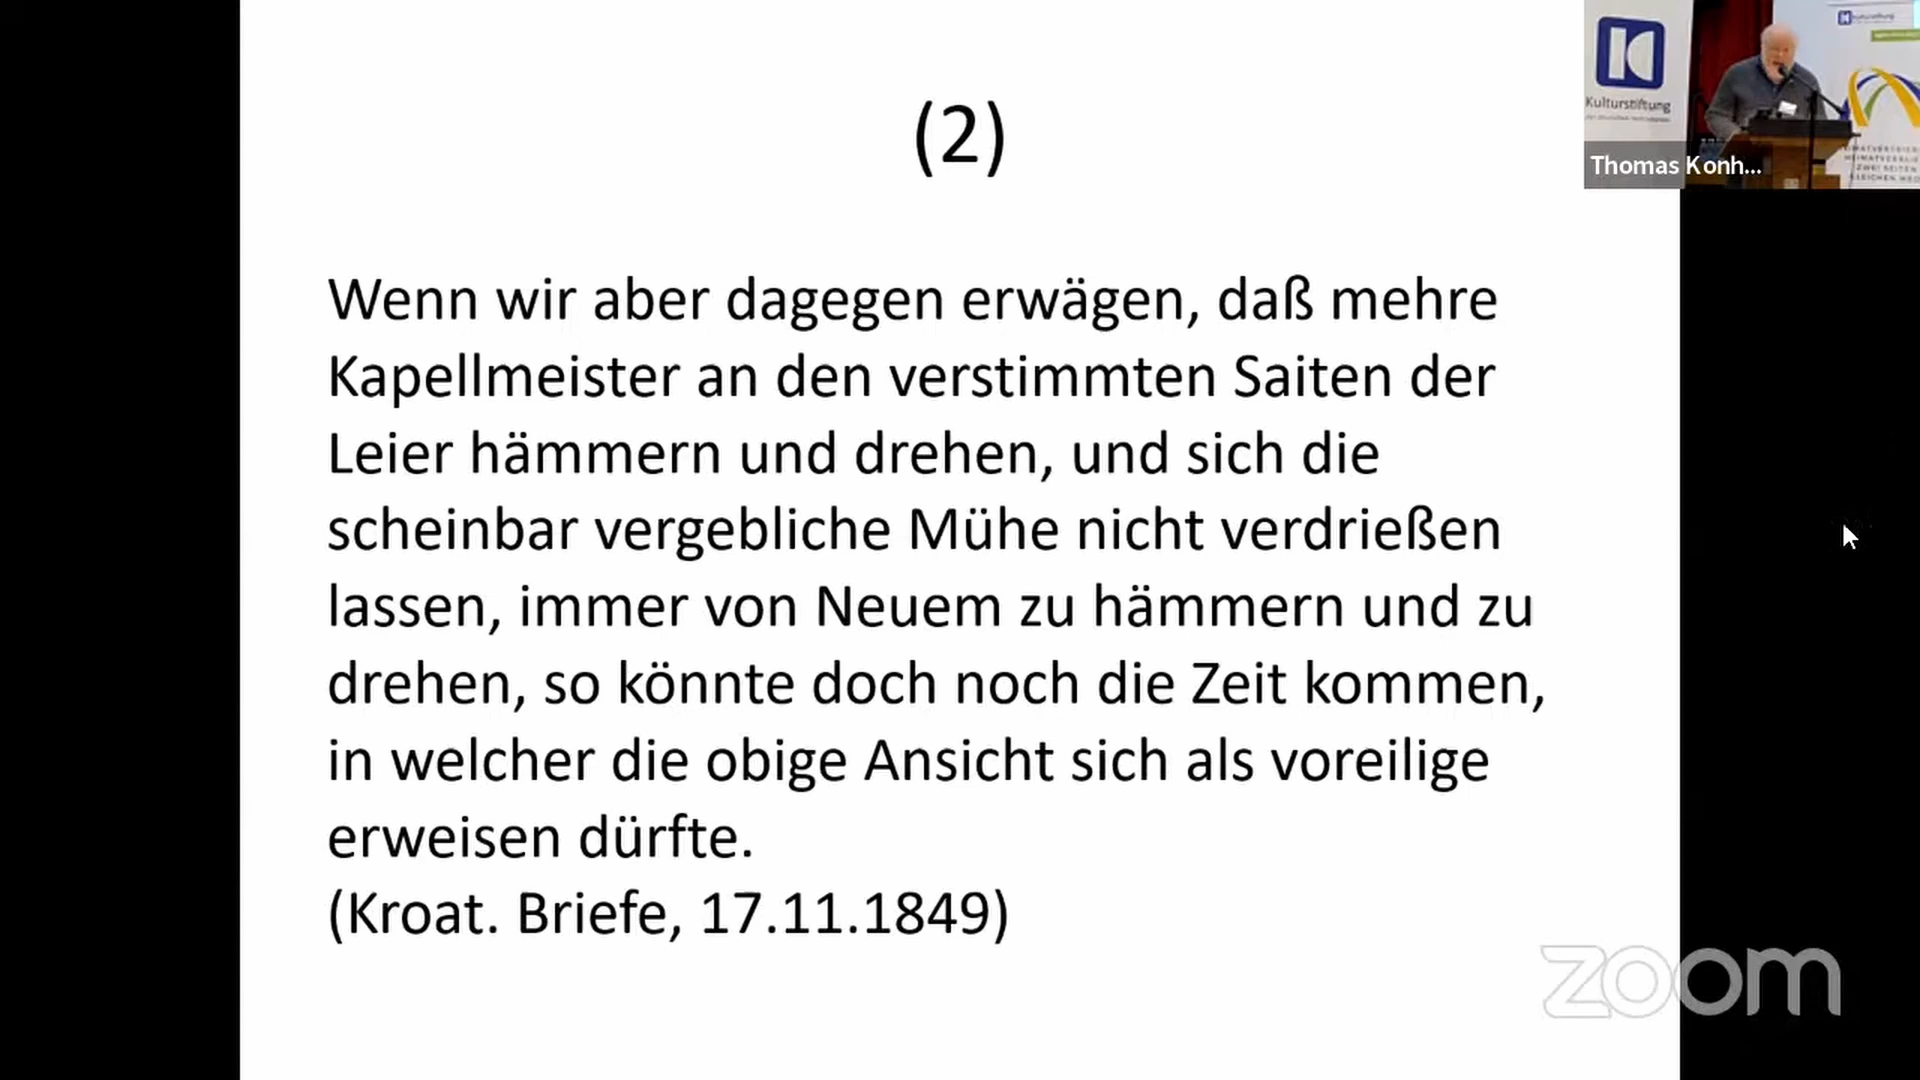 (2)
Wenn wir aber dagegen erwägen, daß mehre
Kapellmeister an den verstimmten Saiten der
Leier hämmern und drehen, und sich die
scheinbar vergebliche Mühe nicht verdrießen
lassen, immer von Neuem zu hämmern und zu
drehen, so könnte doch noch die Zeit kommen,
in welcher die obige Ansicht sich als voreilige
erweisen dürfte.
(Kroat. Briefe, 17.11.1849)
Kulturstiftung
Thomas Konh...
ZWEI SEITEN
zoom